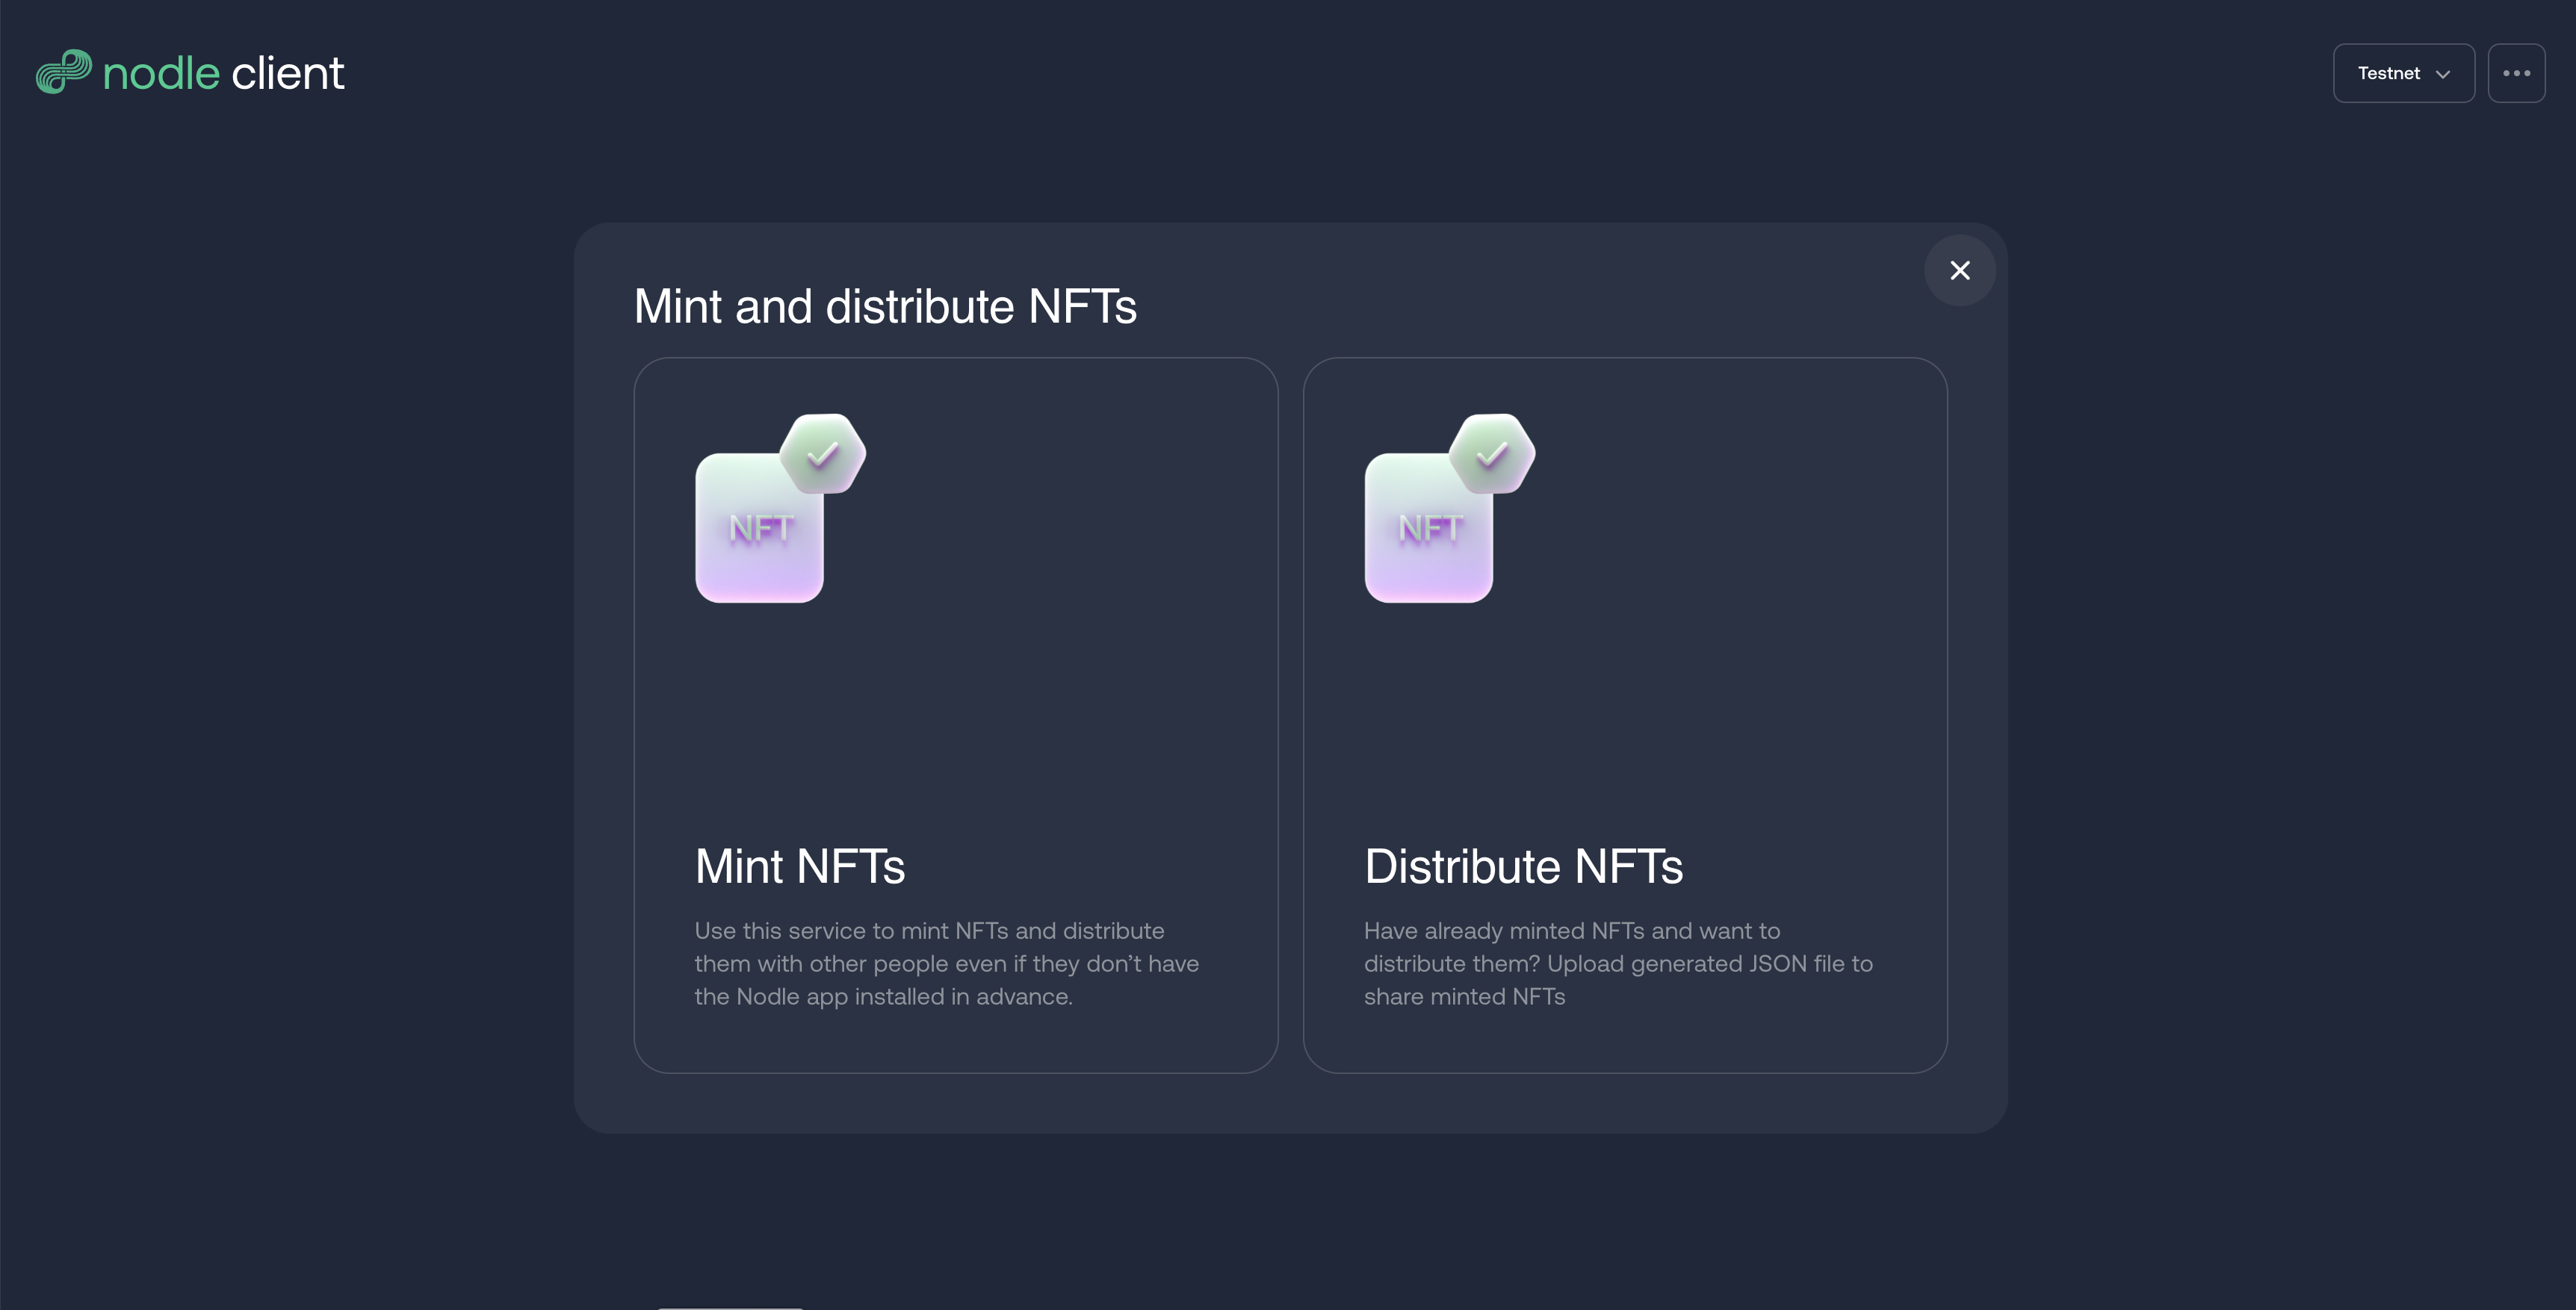 nodle client
Testnet
Mint and distribute NFTs
NFT
NFT
Mint NFTs
Use this service to mint NFTs and distribute
them with other people even if they don’t have
the Nodle app installed in advance.
Distribute NFTs
Have already minted NFTs and want to
distribute them? Upload generated JSON file to
share minted NFTs